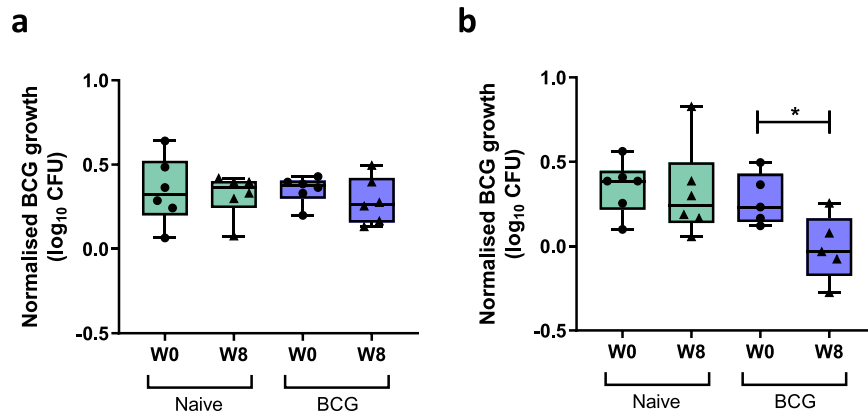 a
Normalised BCG growth
(log10 CFU)
1.0
0.5
0.0
-0.5
W0 W8 W0 W8
Naive BCG
b
Normalised BCG growth
(log10 CFU)
1.0
0.5
0.0
-0.5
*
W0 W8 W0 W8
Naive BCG